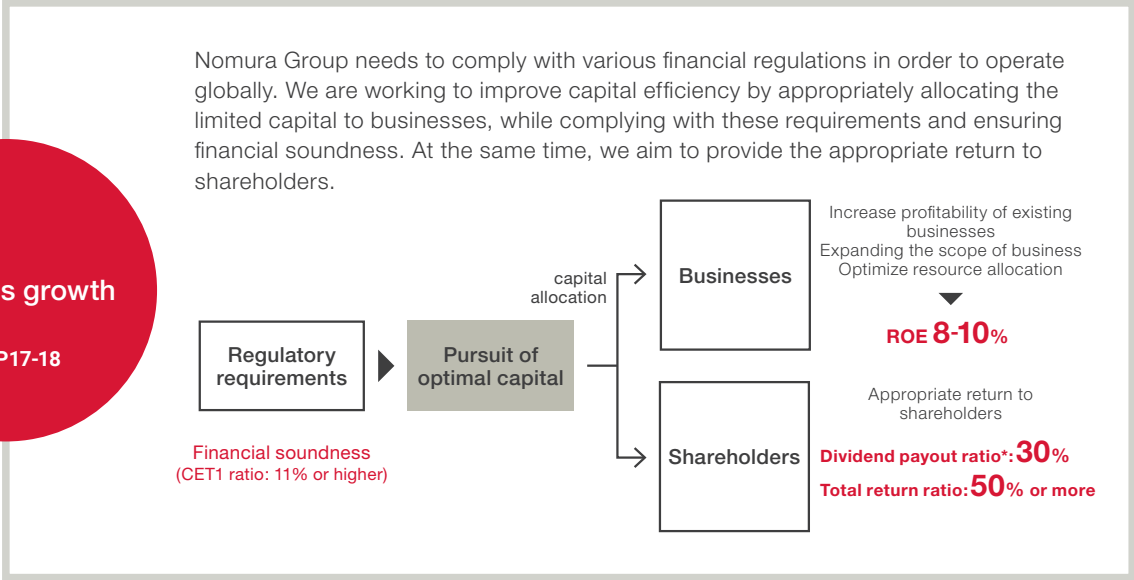 Nomura Group needs to comply with various financial regulations in order to operate
globally. We are working to improve capital efficiency by appropriately allocating the
limited capital to businesses, while complying with these requirements and ensuring
financial soundness. At the same time, we aim to provide the appropriate return to
shareholders.
s growth
P17-18
Regulatory
requirements
Financial soundness
(CET1 ratio: 11% or higher)
Pursuit of
optimal capital
capital
allocation
Businesses
Increase profitability of existing
businesses
Expanding the scope of business
Optimize resource allocation
ROE 8-10%
Shareholders
Appropriate return to
shareholders
Dividend payout ratio*: 30%
Total return ratio: 50% or more